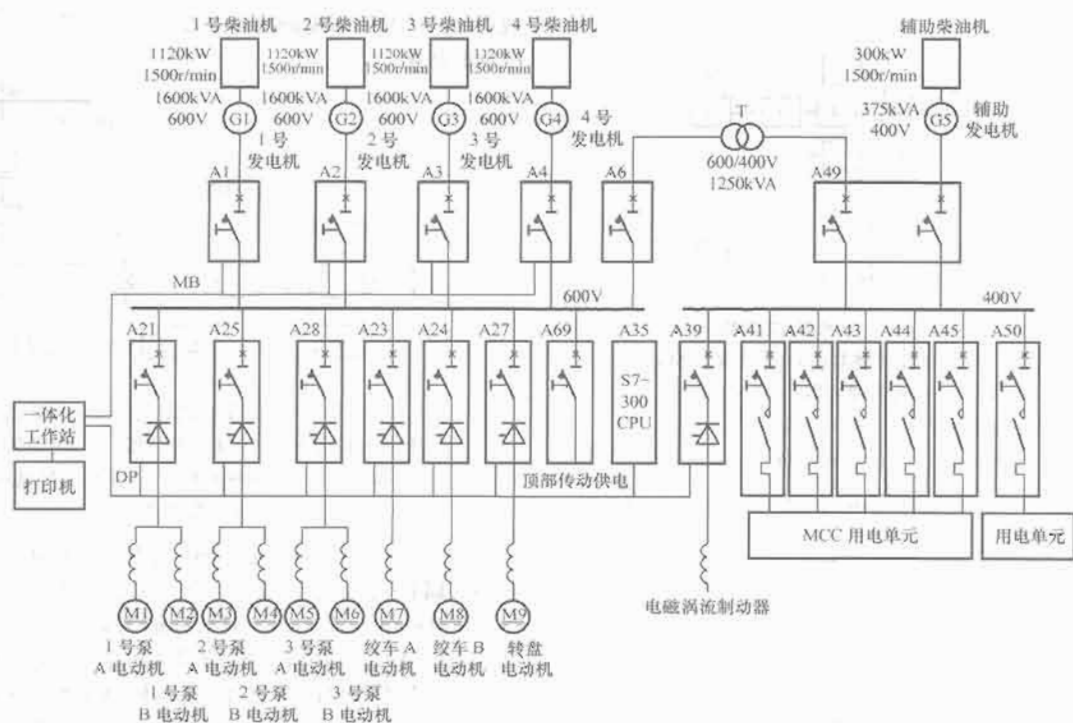 1号柴油机 2号柴油机 3号柴油机 4号柴油机 辅助柴油机
1120kW 1120kW 1120kW 1120kW 300kW
1500r/min 1500r/min 1500r/min 1500r/min 1500r/min
1600kVA 1600kVA 1600kVA 1600kVA 375kVA
600V 600V 600V 600V 400V
G1 G2 G3 G4 G5
1号
发电机
2号
发电机
3号
发电机
4号
发电机
辅助
发电机
T
600/400V
1250kVA
A1 A2 A3 A4 A6 A49
MB 600V 400V
A21 A25 A28 A23 A24 A27 A69 A35 A39 A41 A42 A43 A44 A45 A50
S7-
300
CPU
一体化
工作站
打印机
DP
顶部传动供电
MCC 用电单元
用电单元
电磁涡流制动器
M1 M2 M3 M4 M5 M6 M7 M8 M9
1号泵
A电动机
2号泵
A电动机
3号泵
A电动机
绞车A
电动机
绞车B
电动机
转盘
电动机
1号泵
B电动机
2号泵
B电动机
3号泵
B电动机